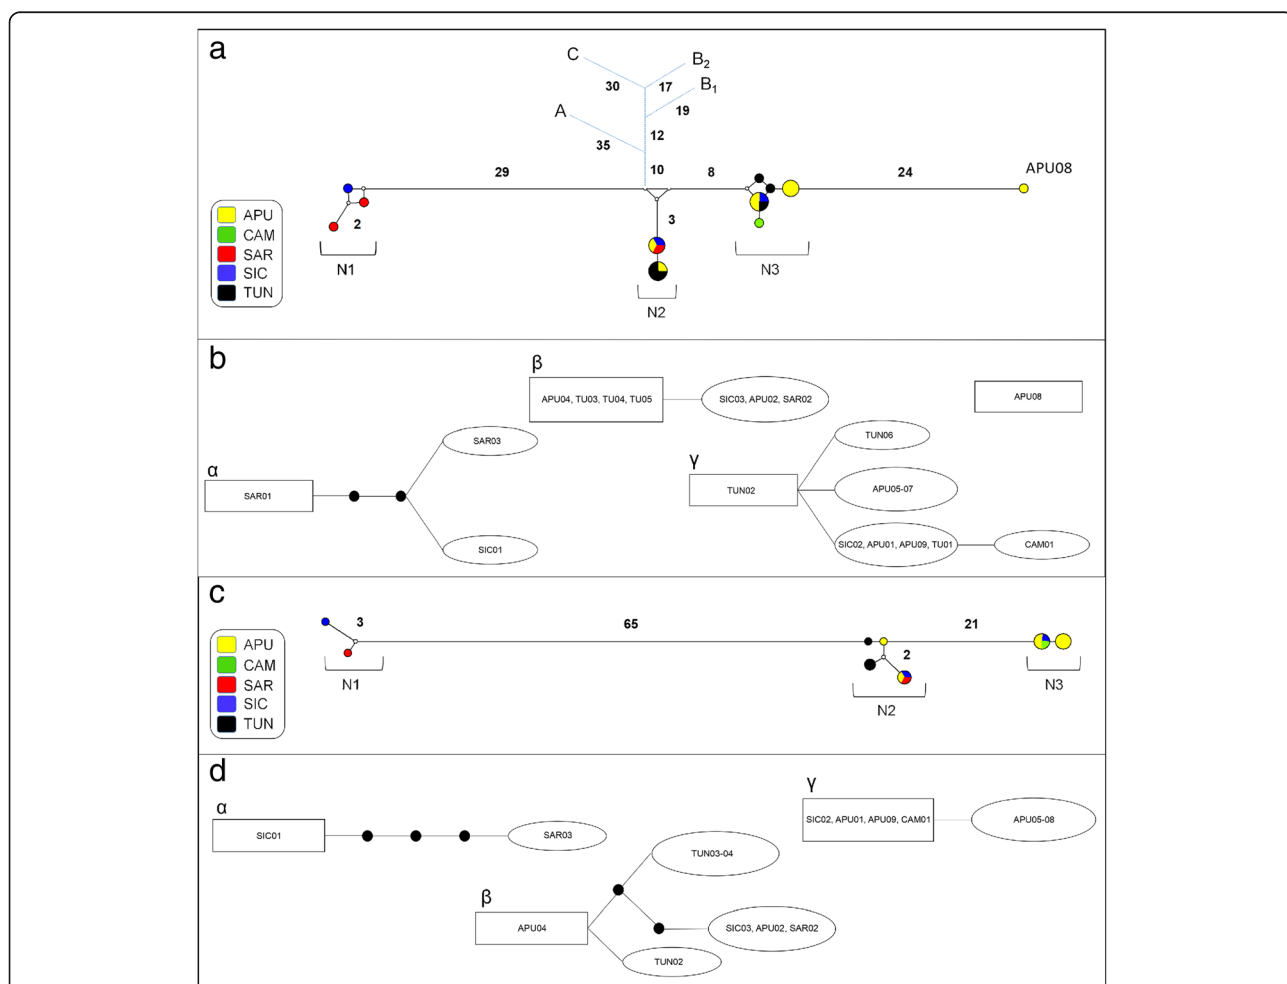 a
C
B2
30
17
B1
A
19
12
35
10
29
8
24
APU08
APU
CAM
SAR
SIC
TUN
2
3
N1
N3
N2
b
β
APU04, TU03, TU04, TU05
SIC03, APU02, SAR02
APU08
SAR03
TUN06
α
γ
SAR01
TUN02
APU05-07
SIC01
SIC02, APU01, APU09, TU01
CAM01
c
3
65
21
APU
CAM
SAR
SIC
TUN
2
N1
N3
N2
d
α
γ
SIC01
SAR03
SIC02, APU01, APU09, CAM01
APU05-08
TUN03-04
β
APU04
SIC03, APU02, SAR02
TUN02